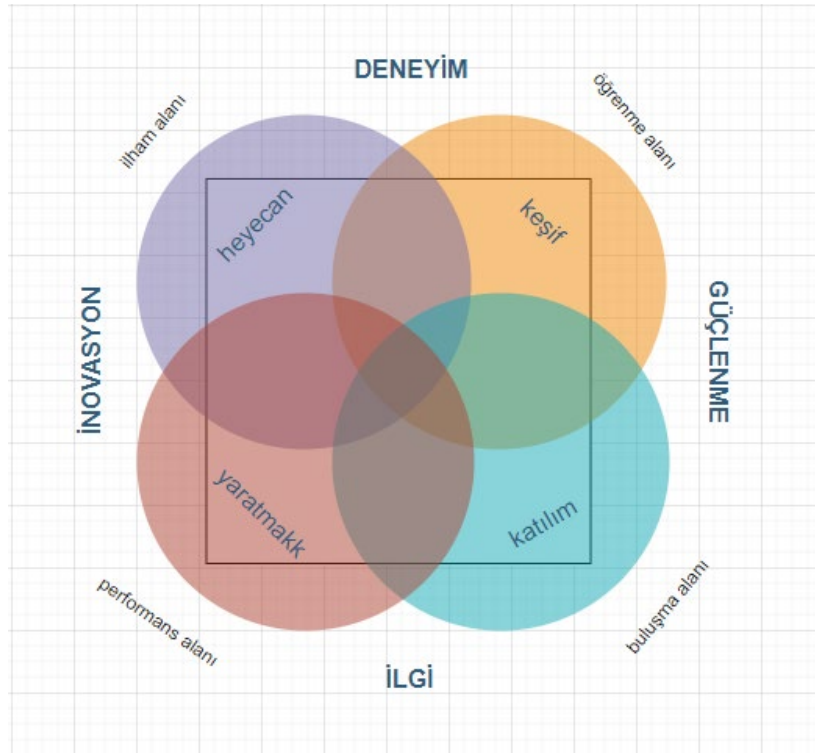 DENEYİM
ilham alanı
öğrenme alanı
heyecan
keşif
İNOVASYON
GÜÇLENME
yaratmakk
katılım
performans alanı
buluşma alanı
İLGİ